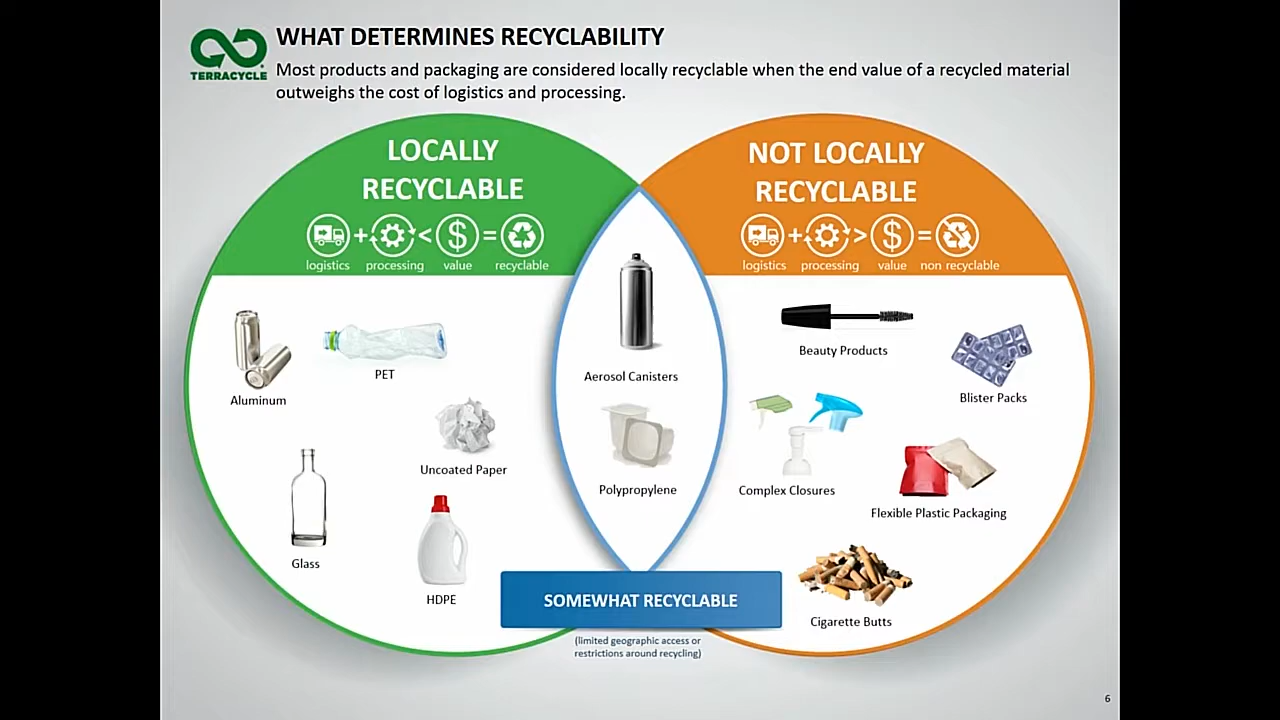 WHAT DETERMINES RECYCLABILITY
TERRACYCLE
Most products and packaging are considered locally recyclable when the end value of a recycled material
outweighs the cost of logistics and processing.
LOCALLY
RECYCLABLE
+ < $ =
logistics processing value recyclable
NOT LOCALLY
RECYCLABLE
+ > $ =
logistics processing value non recyclable
Aluminum
PET
Uncoated Paper
Glass
HDPE
Aerosol Canisters
Polypropylene
Beauty Products
Blister Packs
Complex Closures
Flexible Plastic Packaging
Cigarette Butts
SOMEWHAT RECYCLABLE
(limited geographic access or
restrictions around recycling)
6